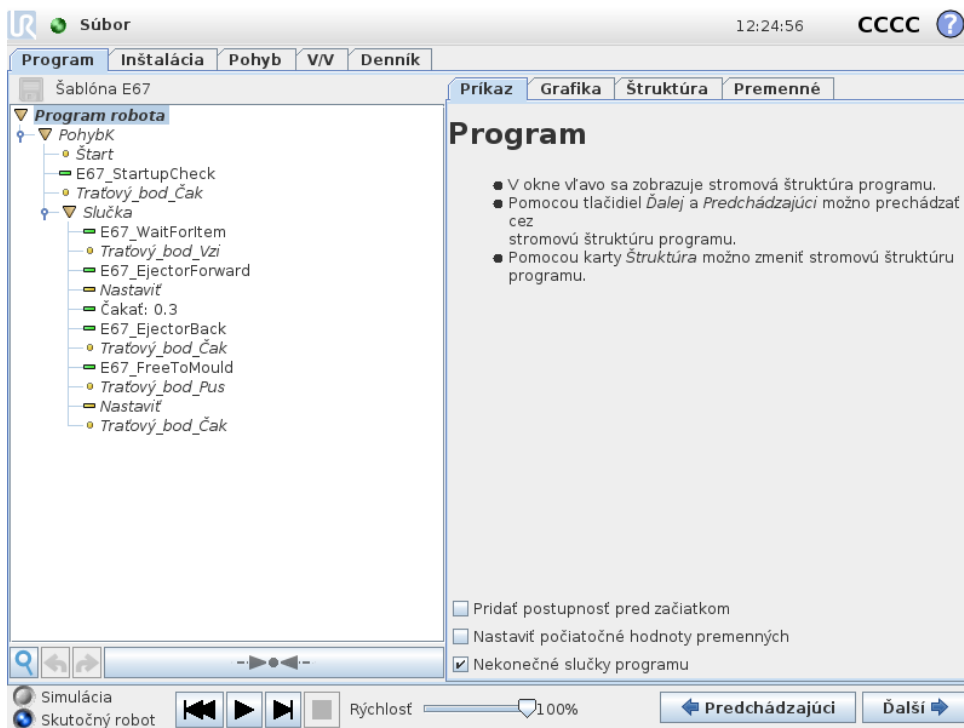 Súbor
12:24:56
CCCC
?
Program
Inštalácia
Pohyb
V/V
Denník
Šablóna E67
Program robota
PohybK
Štart
E67_StartupCheck
Traťový_bod_Čak
Slučka
E67_WaitForItem
Traťový_bod_Vzi
E67_EjectorForward
Nastaviť
Čakať: 0.3
E67_EjectorBack
Traťový_bod_Čak
E67_FreeToMould
Traťový_bod_Pus
Nastaviť
Traťový_bod_Čak
Príkaz
Grafika
Štruktúra
Premenné
Program
V okne vľavo sa zobrazuje stromová štruktúra programu.
Pomocou tlačidiel Ďalej a Predchádzajúci možno prechádzať
cez
stromovú štruktúru programu.
Pomocou karty Štruktúra možno zmeniť stromovú štruktúru
programu.
Pridať postupnosť pred začiatkom
Nastaviť počiatočné hodnoty premenných
Nekonečné slučky programu
Simulácia
Skutočný robot
Rýchlosť
100%
Predchádzajúci
Ďalší